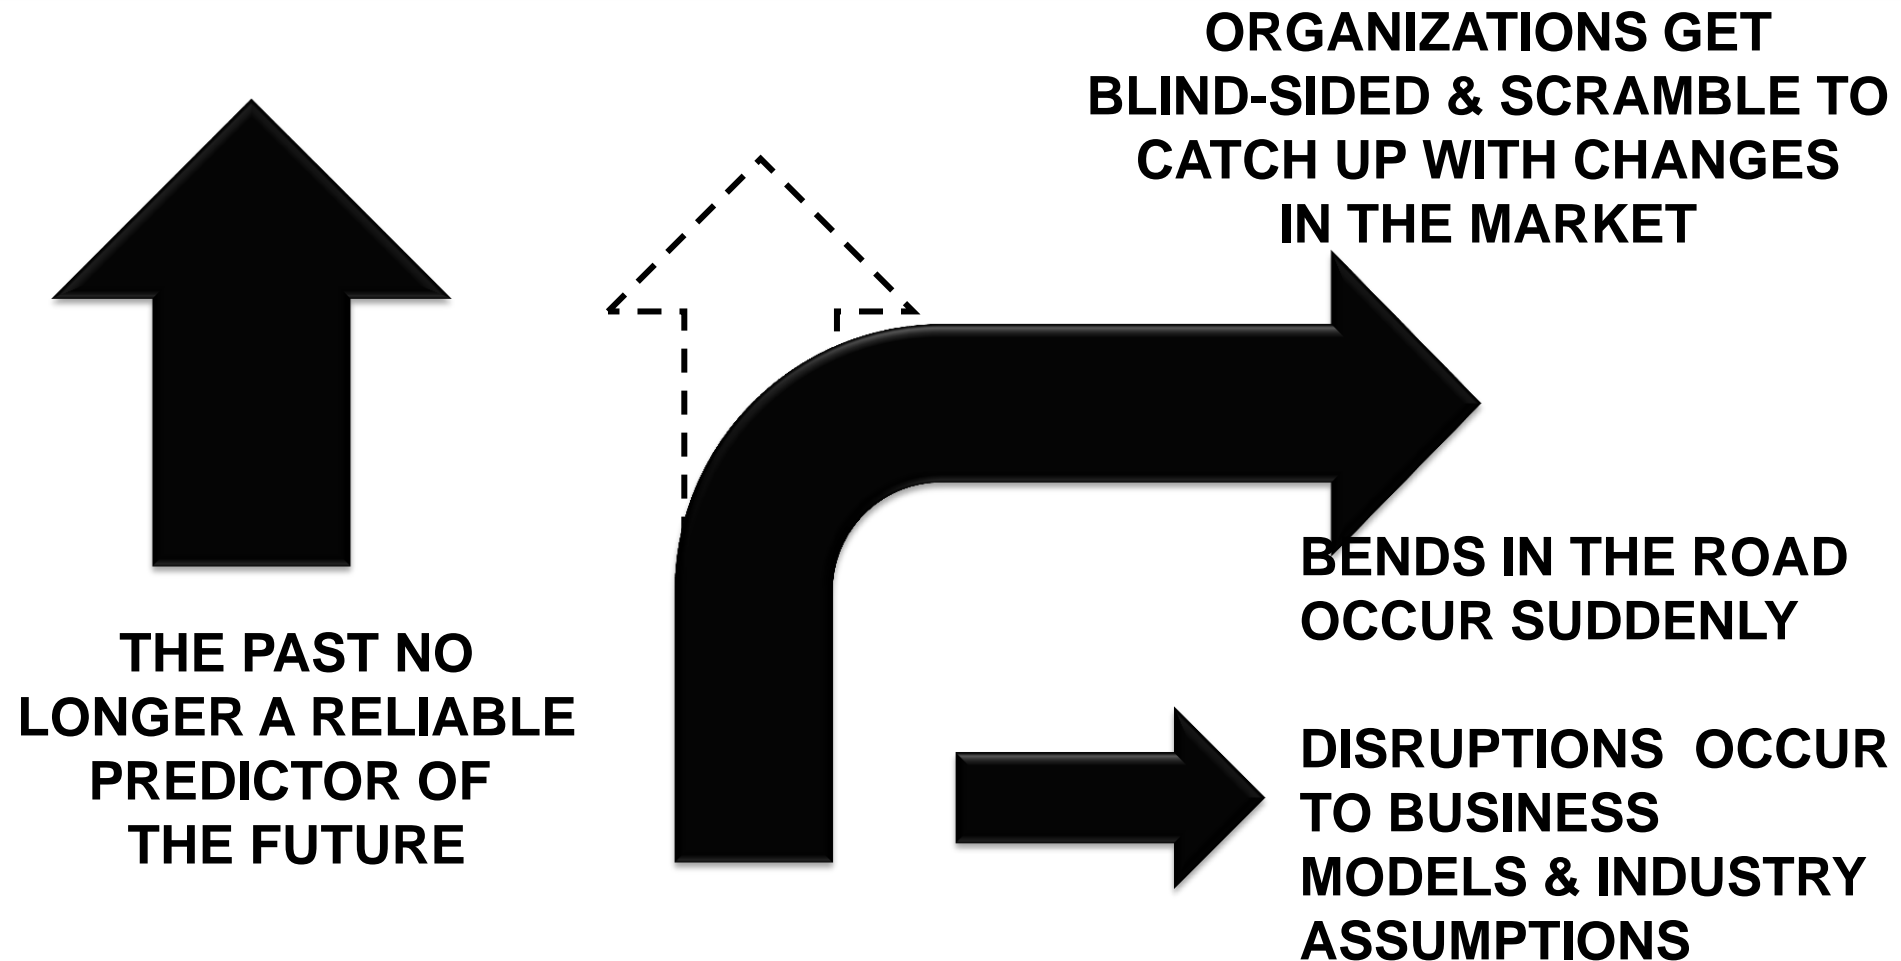 ORGANIZATIONS GET
BLIND-SIDED & SCRAMBLE TO
CATCH UP WITH CHANGES
IN THE MARKET
THE PAST NO
LONGER A RELIABLE
PREDICTOR OF
THE FUTURE
BENDS IN THE ROAD
OCCUR SUDDENLY
DISRUPTIONS OCCUR
TO BUSINESS
MODELS & INDUSTRY
ASSUMPTIONS